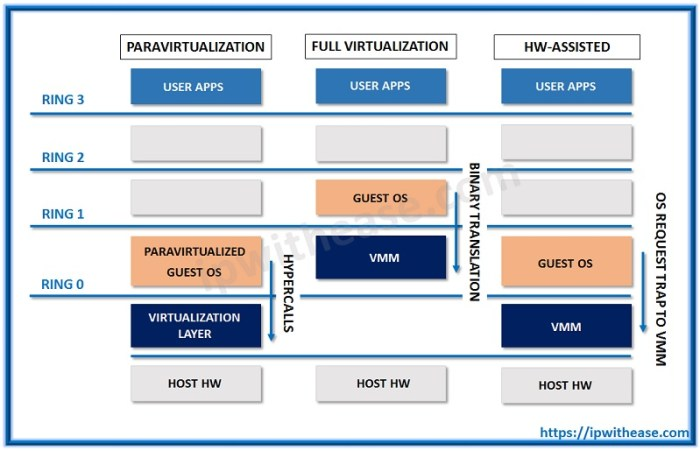 PARAVIRTUALIZATION
FULL VIRTUALIZATION
HW-ASSISTED
USER APPS
USER APPS
USER APPS
RING 3
RING 2
GUEST OS
RING 1
PARAVIRTUALIZED
GUEST OS
VMM
GUEST OS
RING 0
VIRTUALIZATION
LAYER
VMM
HYPERCALLS
BINARY TRANSLATION
OS REQUEST TRAP TO VMM
HOST HW
HOST HW
HOST HW
ipwithease.com
https://ipwithease.com